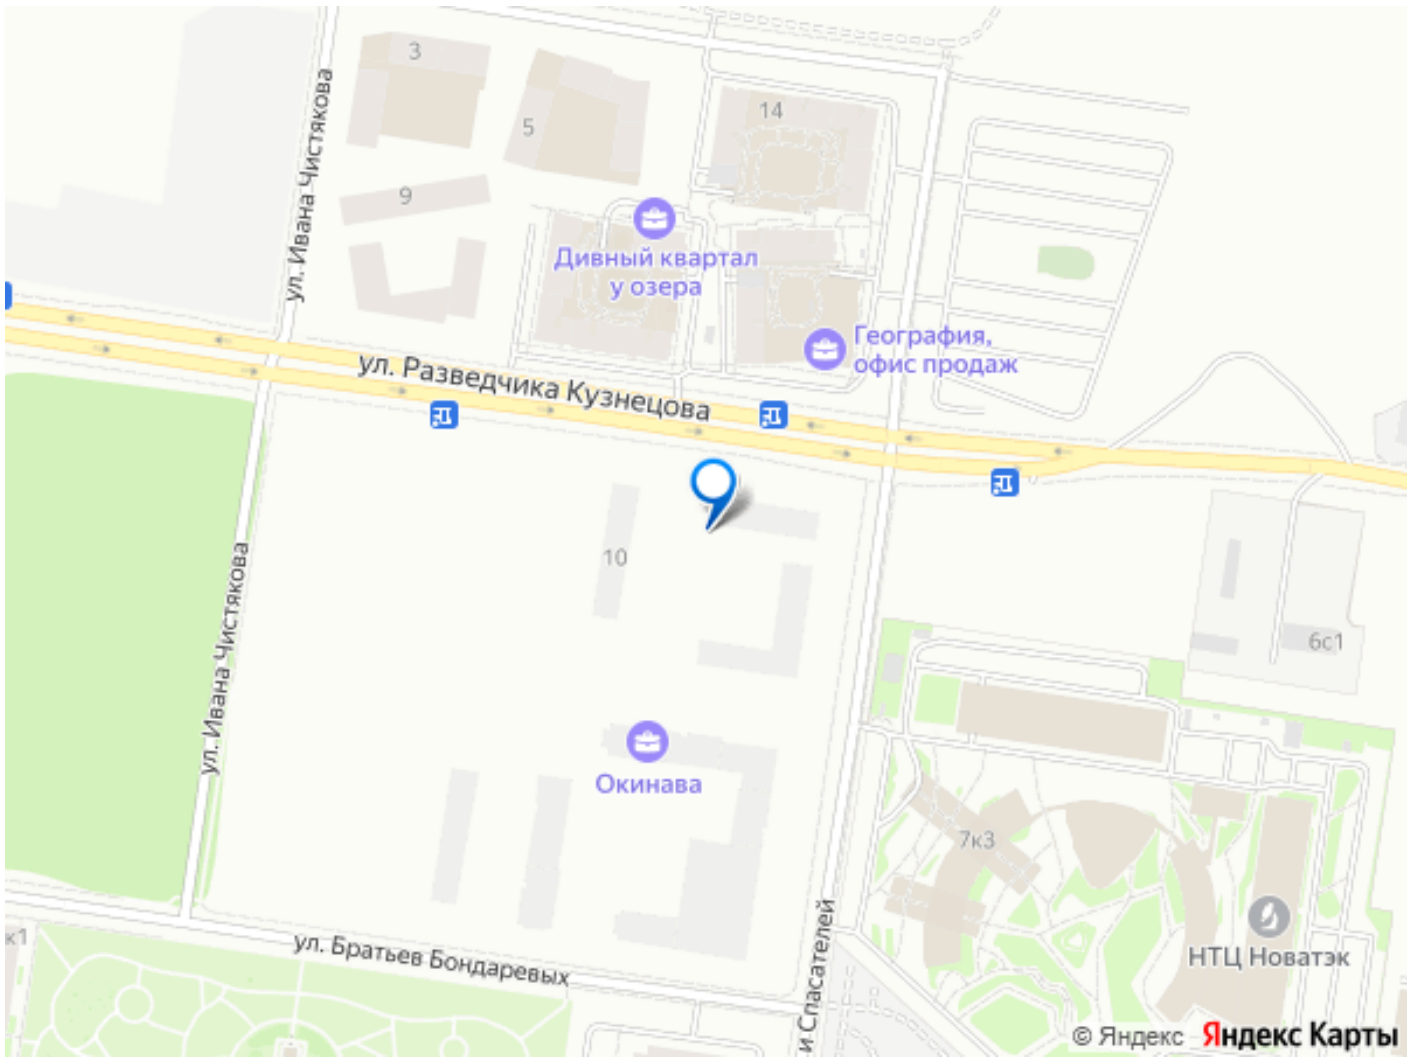 3
5
14
9
ул. Ивана Чистякова
Дивный квартал
у озера
География,
офис продаж
ул. Разведчика Кузнецова
10
6с1
ул. Ивана Чистякова
Окинава
7к3
НТЦ Новатэк
к1
ул. Братьев Бондаревых
и Спасателей
© Яндекс Яндекс Карты